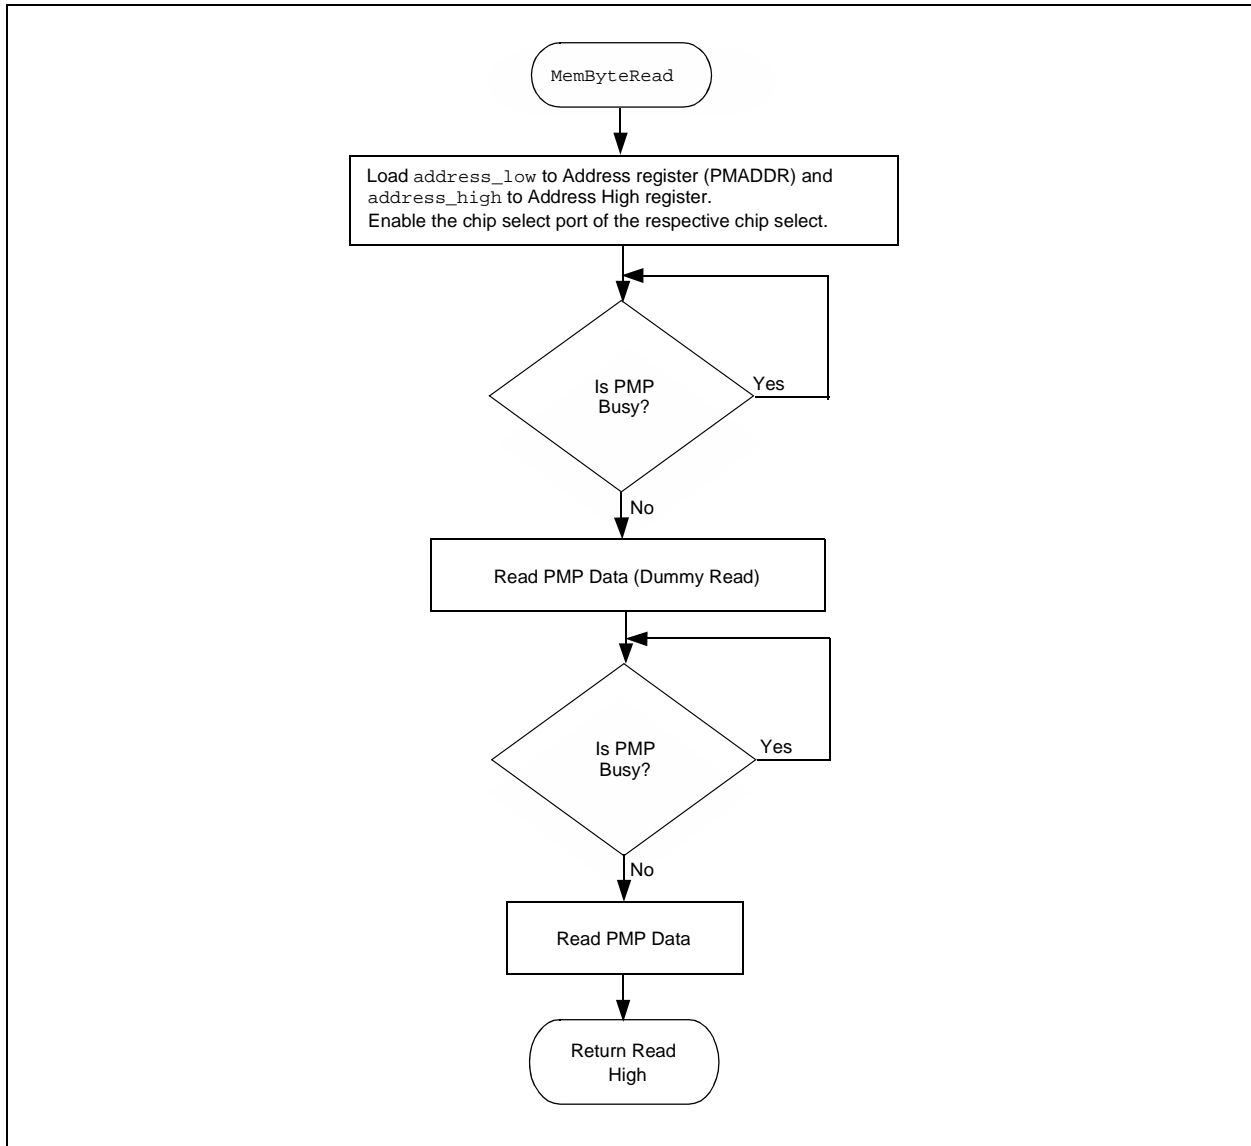 MemByteRead
Load address_low to Address register (PMADDR) and
address_high to Address High register.
Enable the chip select port of the respective chip select.
Is PMP
Busy?
Yes
No
Read PMP Data (Dummy Read)
Is PMP
Busy?
Yes
No
Read PMP Data
Return Read
High